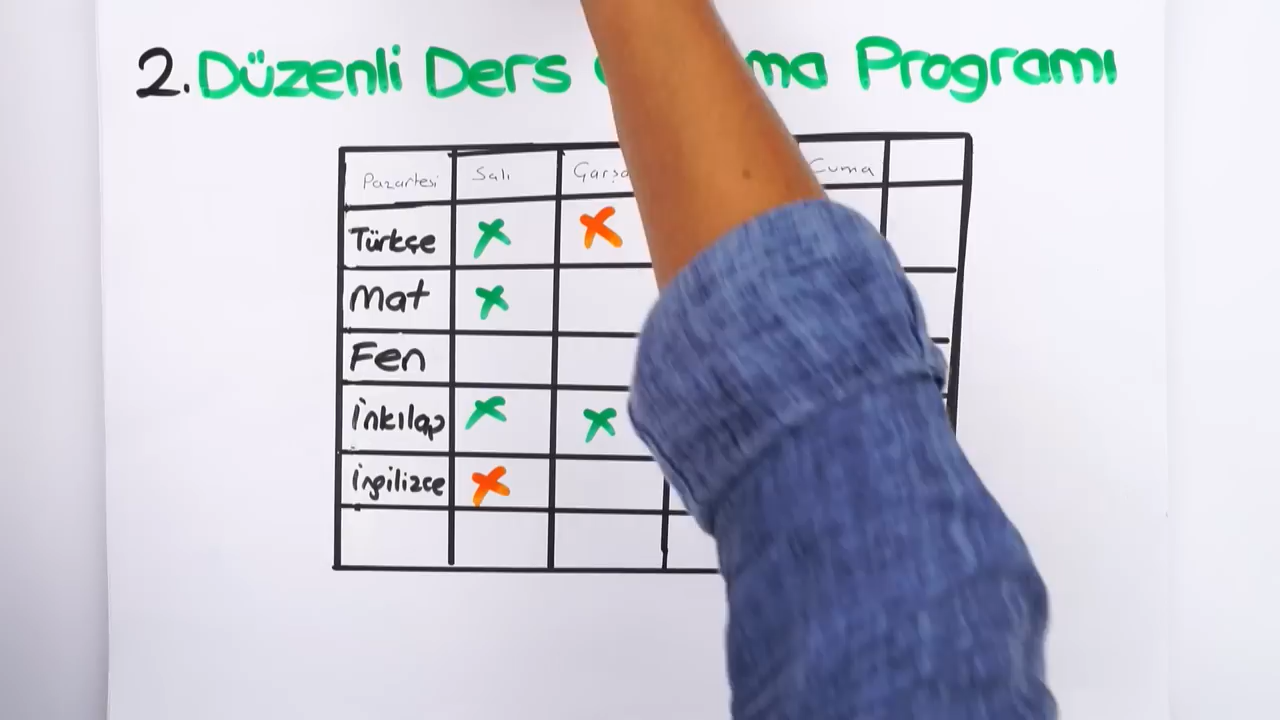 2. Düzenli Ders ma Programı
Pazartesi Salı Cuma
Türkçe x x
Mat x
Fen
İnkılap x x
İngilizce x